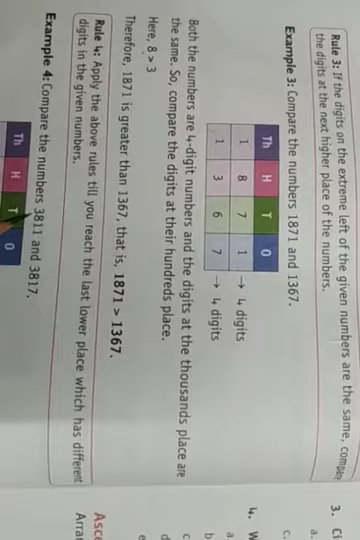 Rule 3: If the digits on the extreme left of the given numbers are the same, compare
the digits at the next higher place of the numbers.
Example 3: Compare the numbers 1871 and 1367.
Th H T O
1 8 7 1 → 4 digits
1 3 6 7 → 4 digits
Both the numbers are 4-digit numbers and the digits at the thousands place are
the same. So, compare the digits at their hundreds place.
Here, 8 > 3
Therefore, 1871 is greater than 1367, that is, 1871 > 1367.
Rule 4: Apply the above rules till you reach the last lower place which has different
digits in the given numbers.
Example 4: Compare the numbers 3811 and 3817.
Th H T O
3. Ci
a.
c.
4. W
a.
b
c
d
e
Asce
Arra